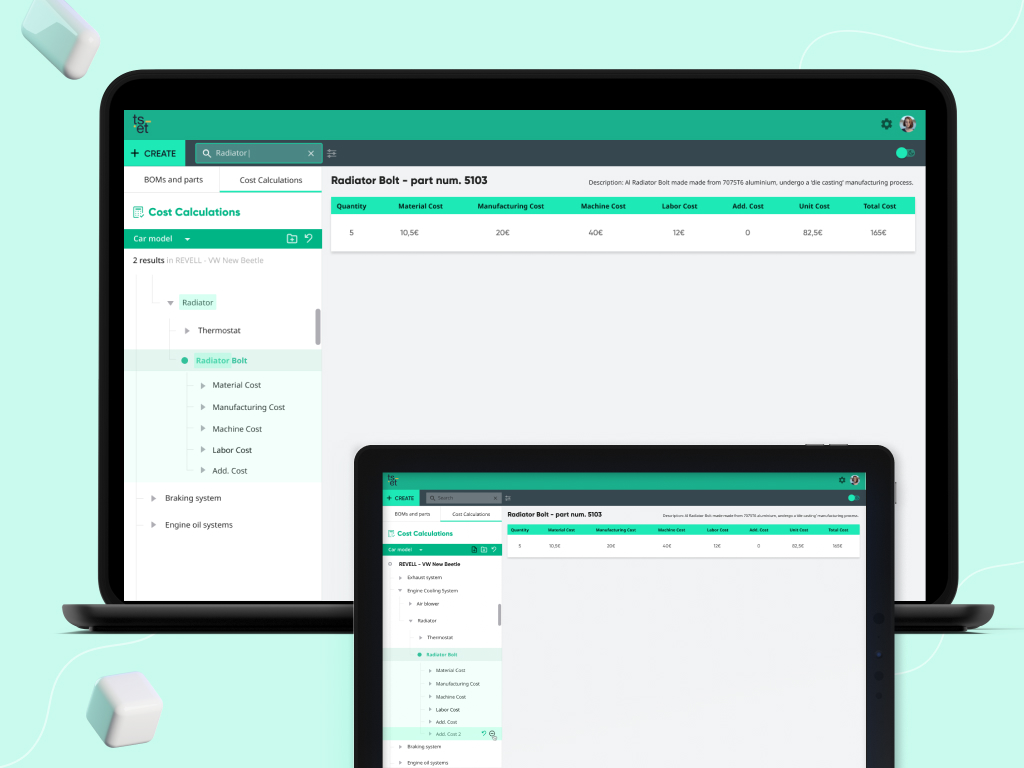 ts
et
+ CREATE
Radiator
BOMs and parts
Cost Calculations
Cost Calculations
Car model
2 results in REVELL - VW New Beetle
Radiator
Thermostat
Radiator Bolt
Material Cost
Manufacturing Cost
Machine Cost
Labor Cost
Add. Cost
Braking system
Engine oil systems
Radiator Bolt - part num. 5103
Description: Al Radiator Bolt made made from 7075T6 aluminium, undergo a 'die casting' manufacturing process.
Quantity Material Cost Manufacturing Cost Machine Cost Labor Cost Add. Cost Unit Cost Total Cost
5 10,5€ 20€ 40€ 12€ 0 82,5€ 165€
ts
et
+ CREATE
Search
BOMs and parts
Cost Calculations
Cost Calculations
Car model
REVELL - VW New Beetle
Exhaust system
Engine Cooling System
Air blower
Radiator
Thermostat
Radiator Bolt
Material Cost
Manufacturing Cost
Machine Cost
Labor Cost
Add. Cost
Add. Cost 2
Braking system
Engine oil systems
Radiator Bolt - part num. 5103
Description: Al Radiator Bolt made made from 7075T6 aluminium, undergo a 'die casting' manufacturing process.
Quantity Material Cost Manufacturing Cost Machine Cost Labor Cost Add. Cost Unit Cost Total Cost
5 10,5€ 20€ 40€ 12€ 0 82,5€ 165€